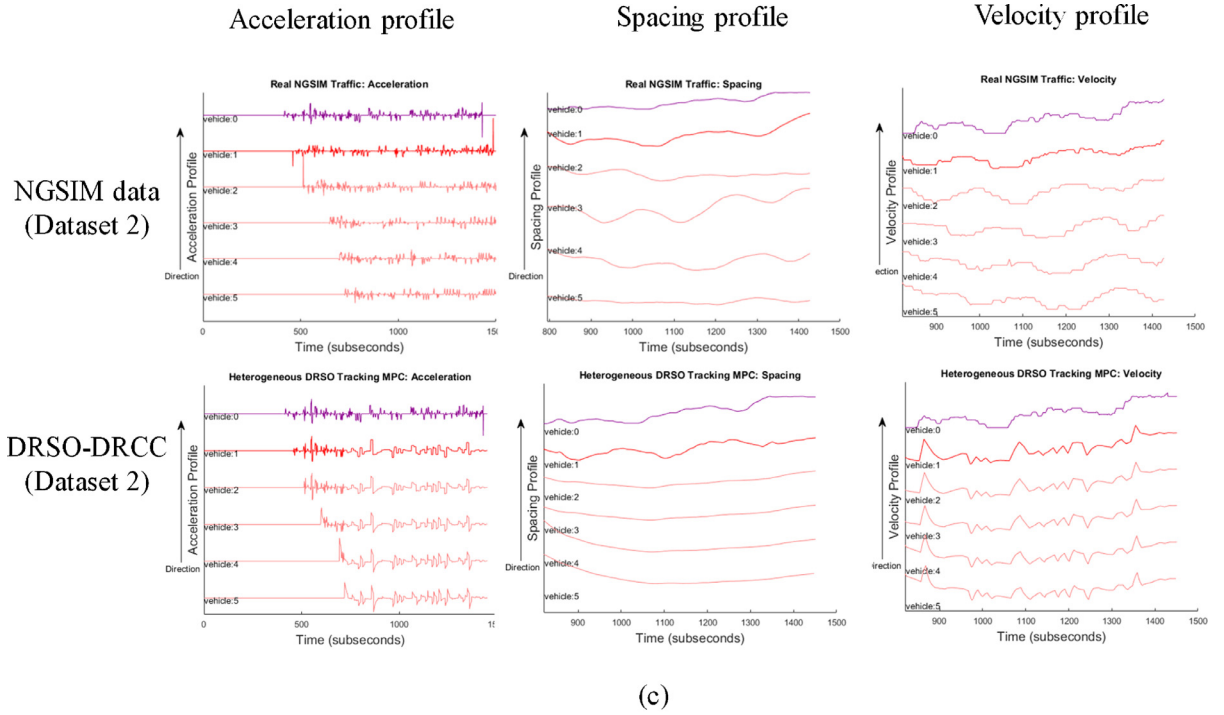 Acceleration profile
Spacing profile
Velocity profile
NGSIM data
(Dataset 2)
Real NGSIM Traffic: Acceleration
Acceleration Profile
Direction
vehicle:0
vehicle:1
vehicle:2
vehicle:3
vehicle:4
vehicle:5
0
500
1000
Time (subseconds)
Real NGSIM Traffic: Spacing
Spacing Profile
Direction
vehicle:0
vehicle:1
vehicle:2
vehicle:3
vehicle:4
vehicle:5
800
900
1000
1100
1200
1300
1400
1500
Time (subseconds)
Real NGSIM Traffic: Velocity
Velocity Profile
ection
vehicle:0
vehicle:1
vehicle:2
vehicle:3
vehicle:4
vehicle:5
900
1000
1100
1200
1300
1400
1500
Time (subseconds)
DRSO-DRCC
(Dataset 2)
Heterogeneous DRSO Tracking MPC: Acceleration
Acceleration Profile
Direction
vehicle:0
vehicle:1
vehicle:2
vehicle:3
vehicle:4
vehicle:5
0
500
1000
Time (subseconds)
Heterogeneous DRSO Tracking MPC: Spacing
Spacing Profile
Direction
vehicle:0
vehicle:1
vehicle:2
vehicle:3
vehicle:4
vehicle:5
900
1000
1100
1200
1300
1400
1500
Time (subseconds)
Heterogeneous DRSO Tracking MPC: Velocity
Velocity Profile
irection
vehicle:0
vehicle:1
vehicle:2
vehicle:3
vehicle:4
vehicle:5
900
1000
1100
1200
1300
1400
1500
Time (subseconds)
(c)